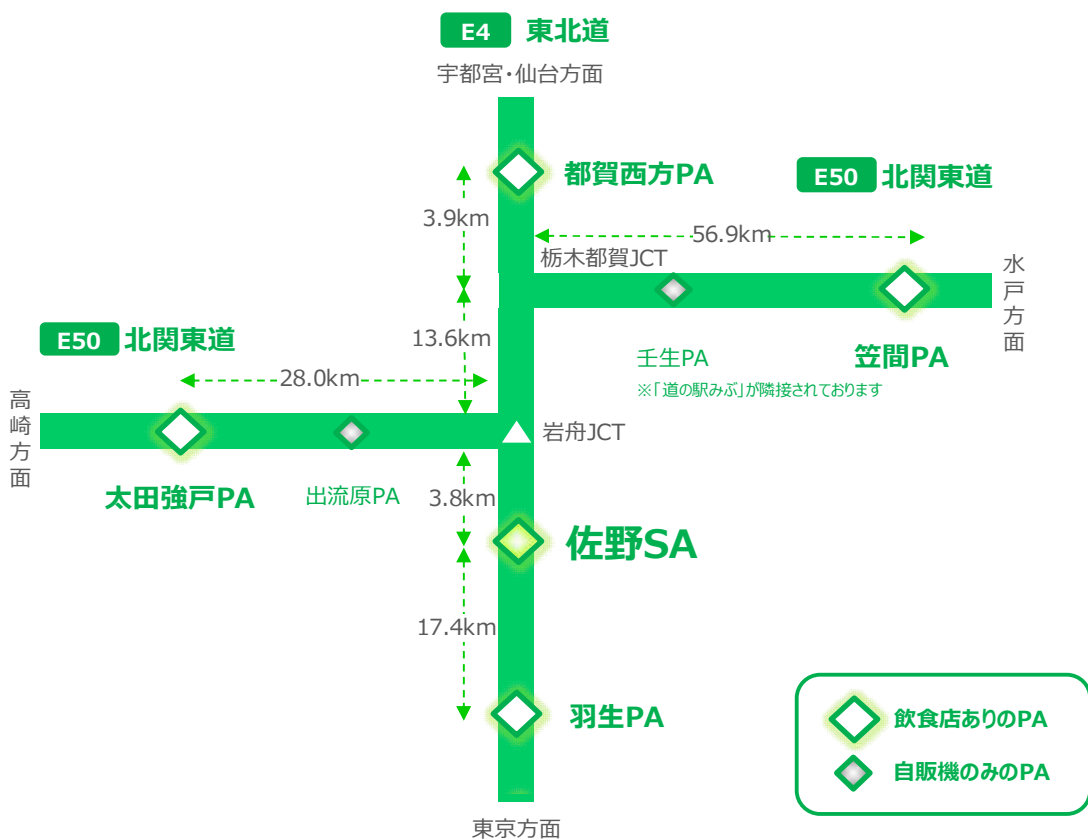 E4 東北道
宇都宮・仙台方面
都賀西方PA
E50 北関東道
3.9km
56.9km
栃木都賀JCT
水戸方面
E50 北関東道
13.6km
壬生PA
笠間PA
※「道の駅みぶ」が隣接されております
28.0km
高崎方面
岩舟JCT
太田強戸PA
出流原PA
3.8km
佐野SA
17.4km
羽生PA
飲食店ありのPA
自販機のみのPA
東京方面